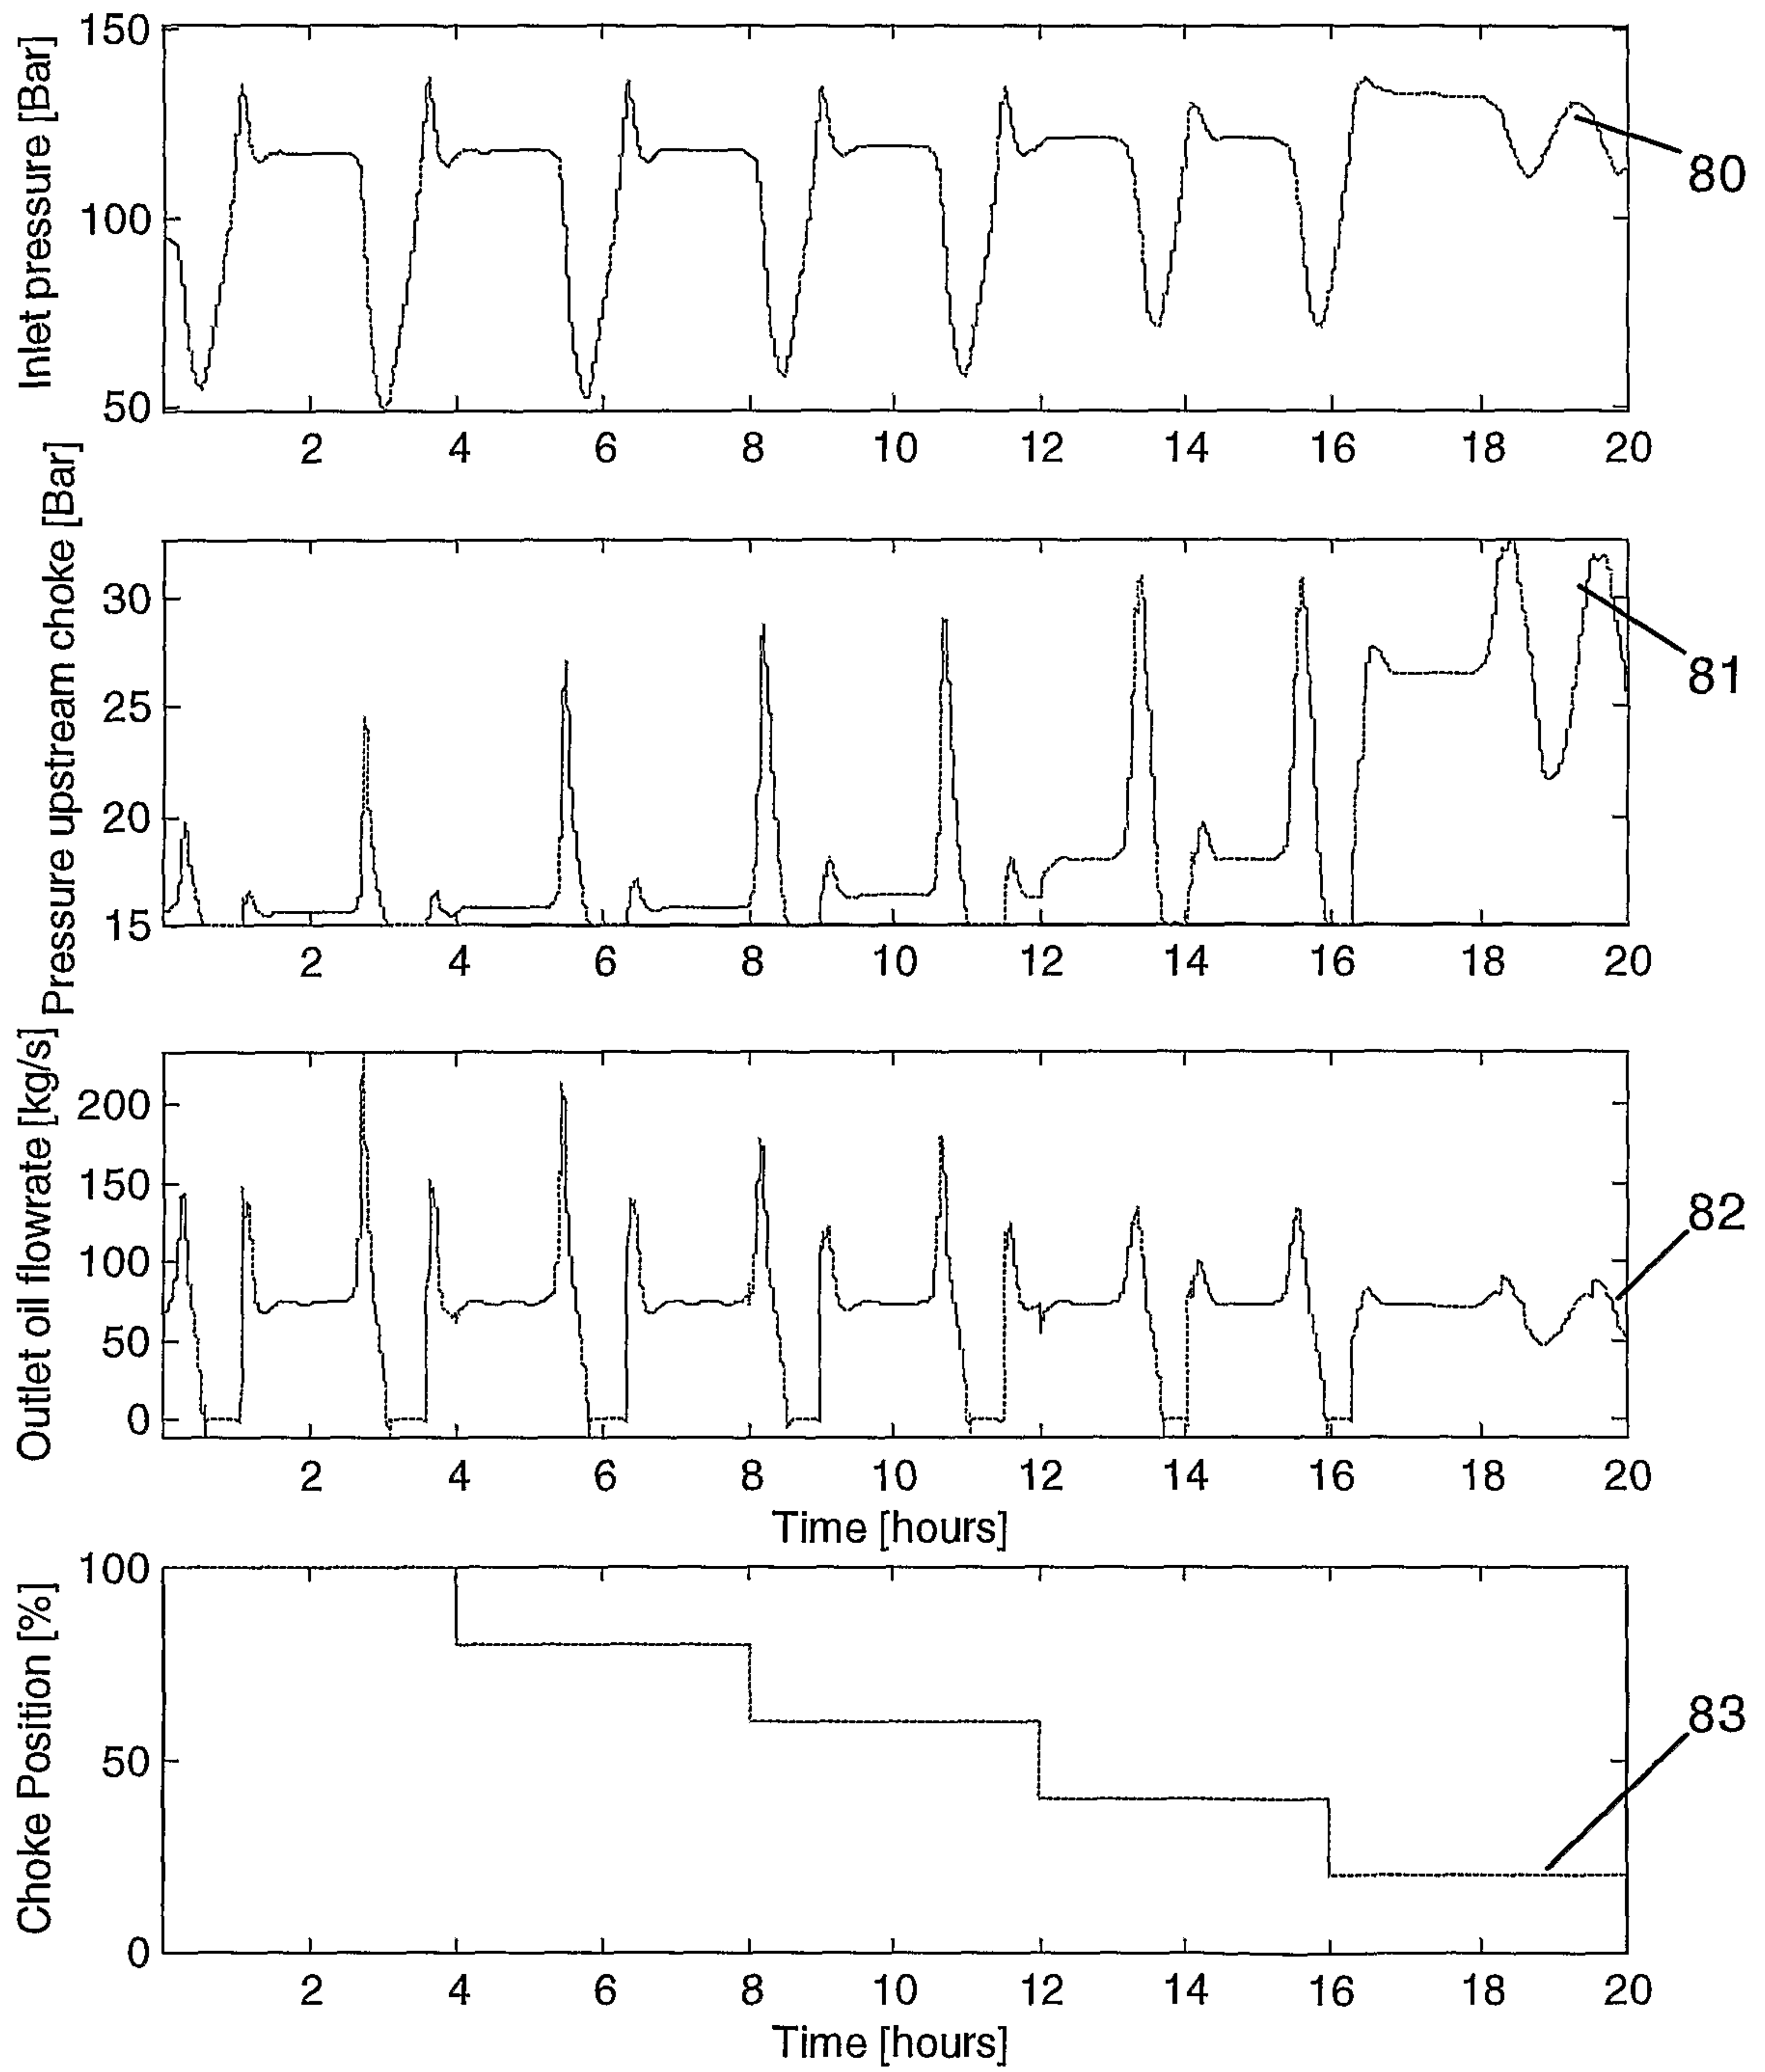 Inlet pressure [Bar]
150
100
50
2 4 6 8 10 12 14 16 18 20
80
Pressure upstream choke [Bar]
30
25
20
15
2 4 6 8 10 12 14 16 18 20
81
Outlet oil flowrate [kg/s]
200
150
100
50
0
2 4 6 8 10 12 14 16 18 20
Time [hours]
82
Choke Position [%]
100
50
0
2 4 6 8 10 12 14 16 18 20
Time [hours]
83